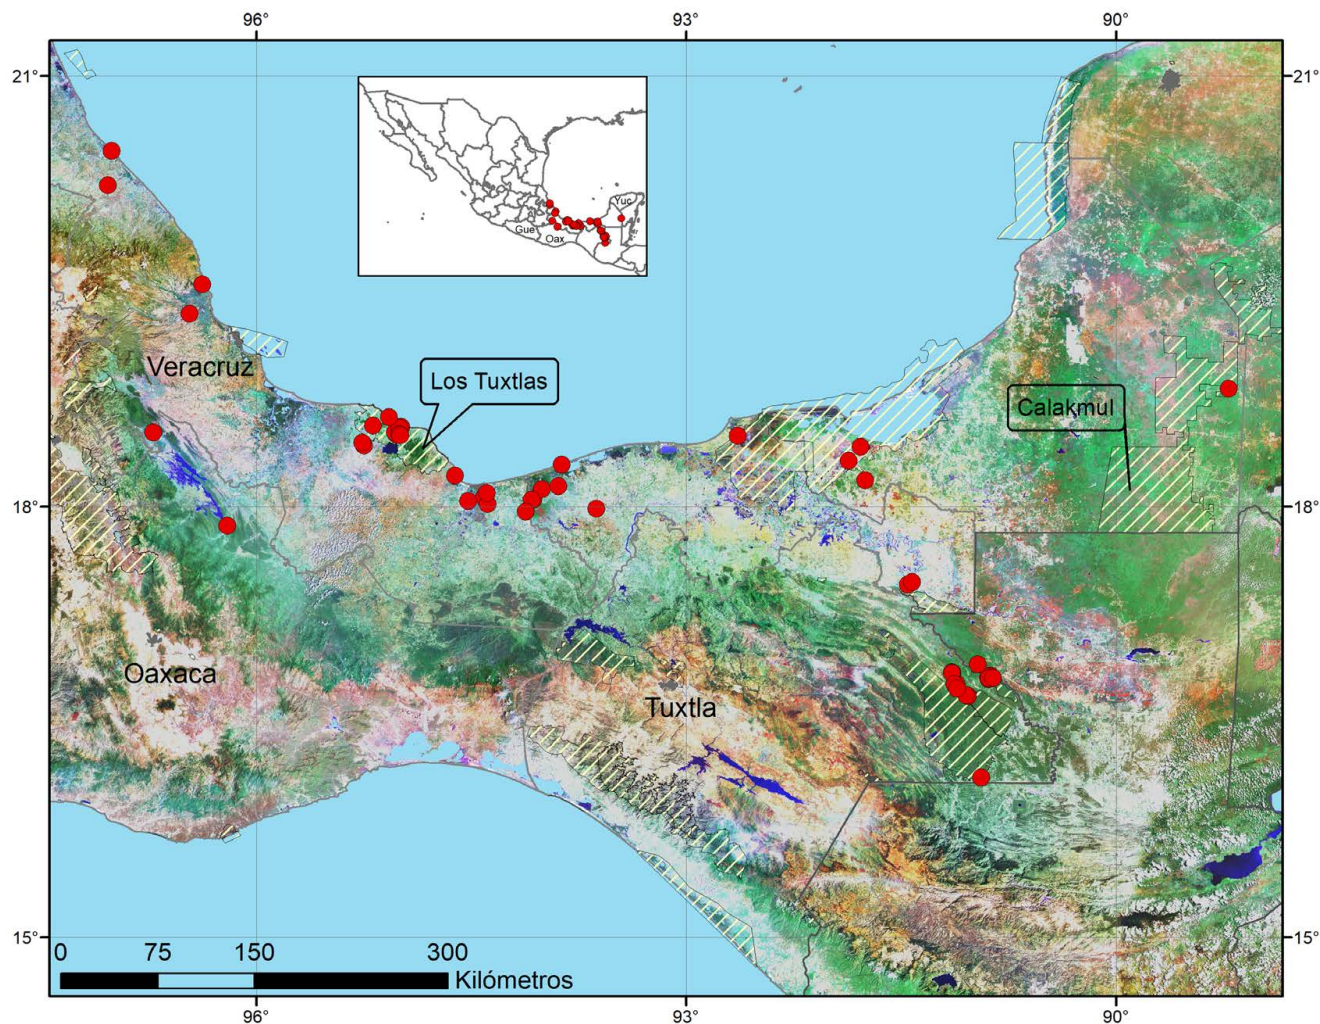 96°
93°
90°
21°
21°
Yuc
Gue
Oax
Veracruz
Los Tuxtlas
Calakmul
18°
18°
Oaxaca
Tuxtla
15°
15°
0 75 150 300
Kilómetros
96°
93°
90°